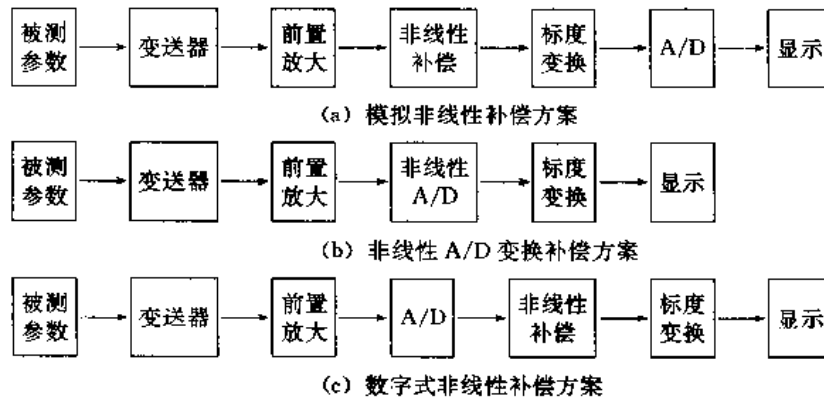 被测 前置 非线性 标度
变送器 A/D 显示
参数 放大 补偿 变换
(a) 模拟非线性补偿方案
被测 前置 非线性 标度
变送器 显示
参数 放大 A/D 变换
(b) 非线性 A/D 变换补偿方案
被测 前置 非线性 标度
变送器 A/D 显示
参数 放大 补偿 变换
(c) 数字式非线性补偿方案